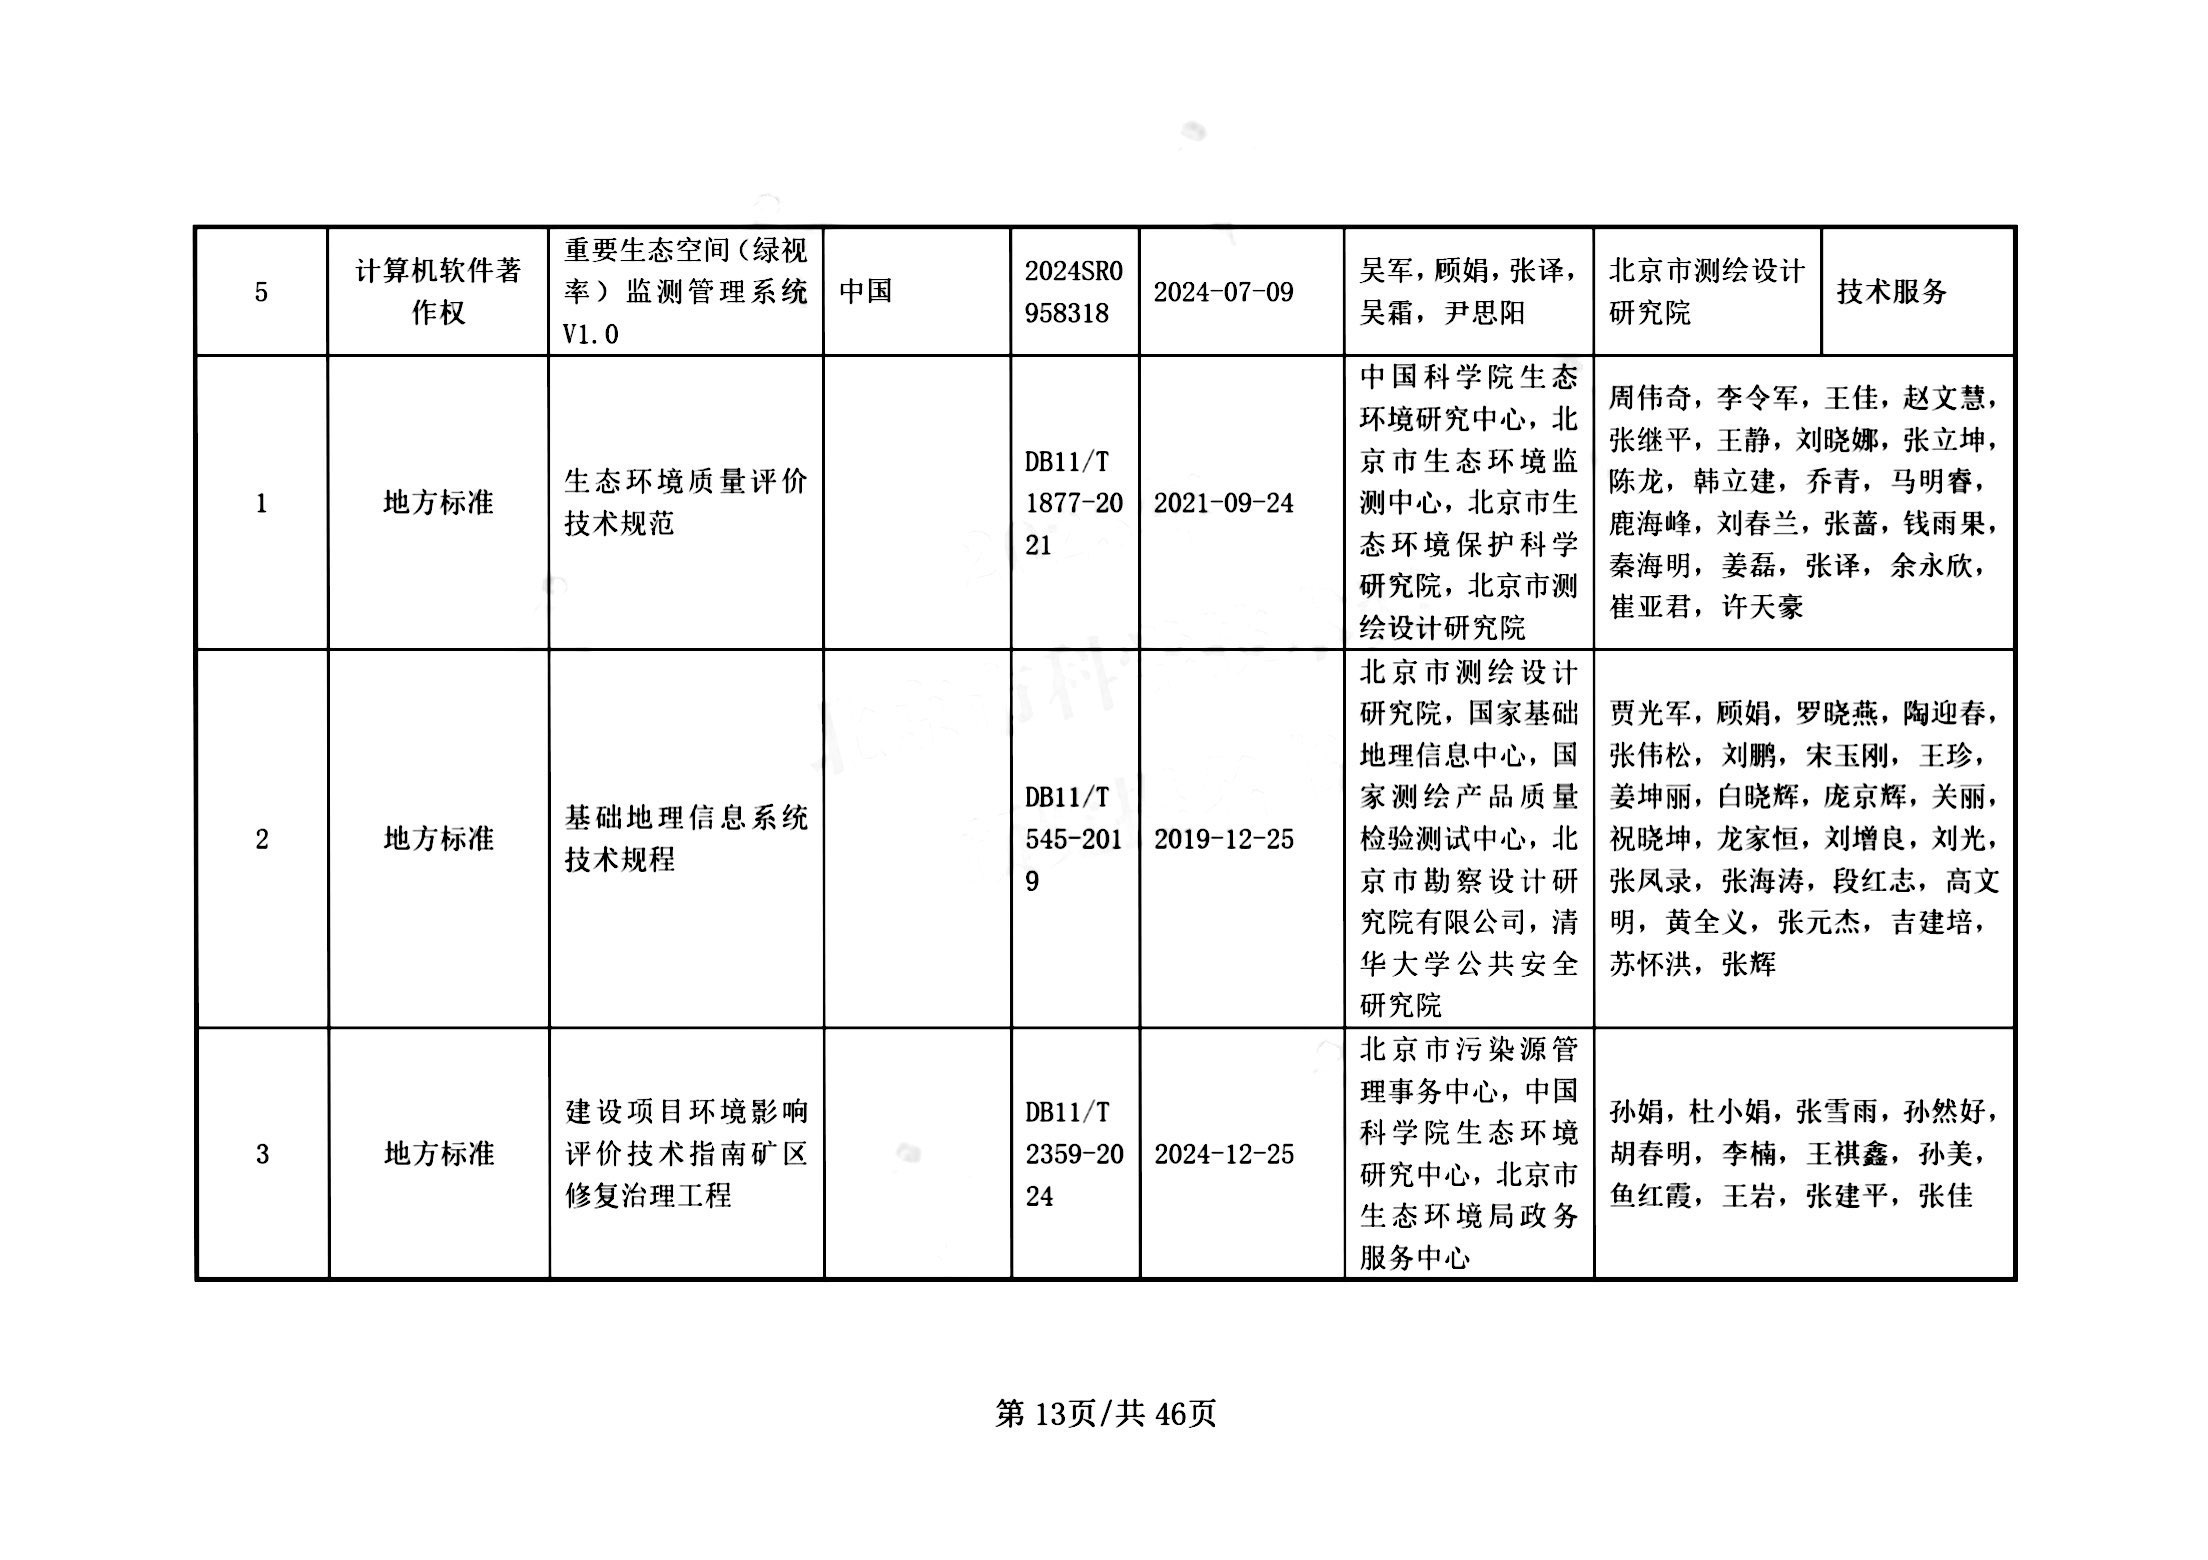 5
计算机软件著
作权
重要生态空间（绿视
率）监测管理系统
V1.0
中国
2024SR0
958318
2024-07-09
吴军，顾娟，张译，
吴霜，尹思阳
北京市测绘设计
研究院
技术服务
1
地方标准
生态环境质量评价
技术规范
DB11/T
1877-20
21
2021-09-24
中国科学院生态
环境研究中心，北
京市生态环境监
测中心，北京市生
态环境保护科学
研究院，北京市测
绘设计研究院
周伟奇，李令军，王佳，赵文慧，
张继平，王静，刘晓娜，张立坤，
陈龙，韩立建，乔青，马明睿，
鹿海峰，刘春兰，张蔷，钱雨果，
秦海明，姜磊，张译，余永欣，
崔亚君，许天豪
2
地方标准
基础地理信息系统
技术规程
DB11/T
545-201
9
2019-12-25
北京市测绘设计
研究院，国家基础
地理信息中心，国
家测绘产品质量
检验测试中心，北
京市勘察设计研
究院有限公司，清
华大学公共安全
研究院
贾光军，顾娟，罗晓燕，陶迎春，
张伟松，刘鹏，宋玉刚，王珍，
姜坤丽，白晓辉，庞京辉，关丽，
祝晓坤，龙家恒，刘增良，刘光，
张凤录，张海涛，段红志，高文
明，黄全义，张元杰，吉建培，
苏怀洪，张辉
3
地方标准
建设项目环境影响
评价技术指南矿区
修复治理工程
DB11/T
2359-20
24
2024-12-25
北京市污染源管
理事务中心，中国
科学院生态环境
研究中心，北京市
生态环境局政务
服务中心
孙娟，杜小娟，张雪雨，孙然好，
胡春明，李楠，王祺鑫，孙美，
鱼红霞，王岩，张建平，张佳
第 13页/共 46页